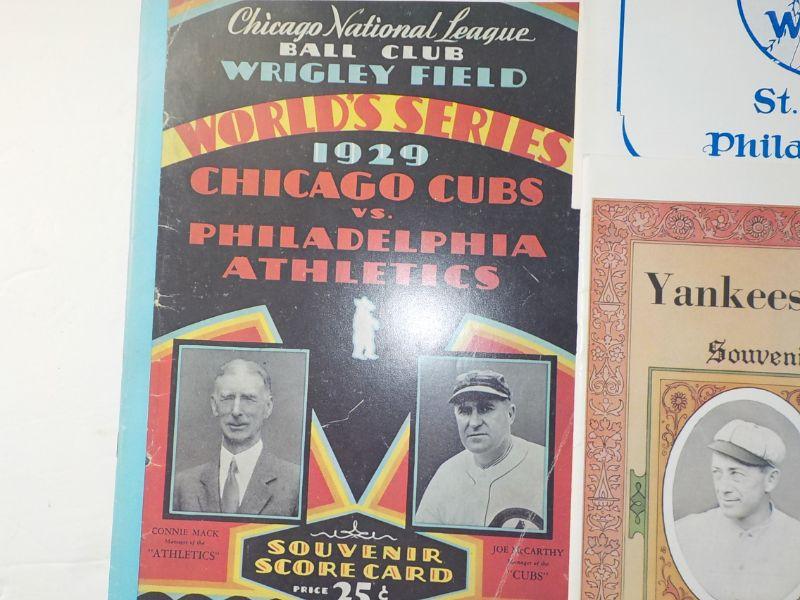 Chicago National League
BALL CLUB
WRIGLEY FIELD
WORLD'S SERIES
1929
CHICAGO CUBS
VS.
PHILADELPHIA
ATHLETICS
CONNIE MACK
Manager of the
"ATHLETICS"
JOE McCARTHY
Manager of the
"CUBS"
SOUVENIR
SCORE CARD
PRICE 25¢
W
St.
Phila
Yankees
Souveni